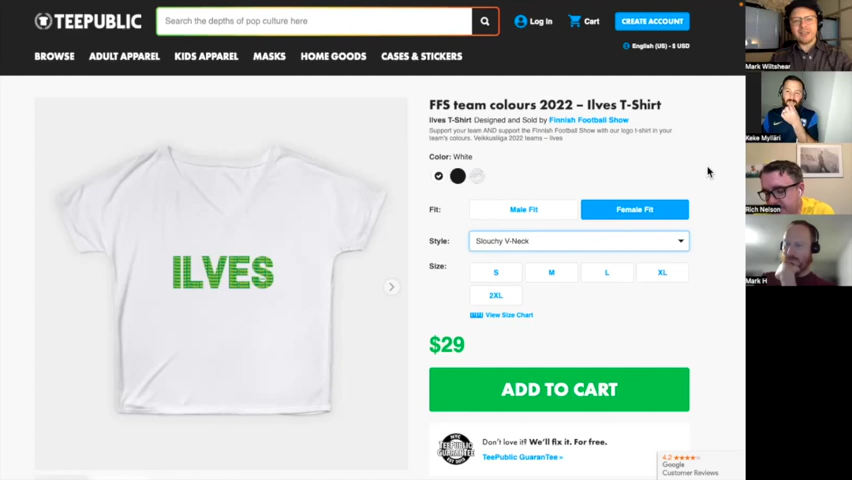 TEEPUBLIC
Search the depths of pop culture here
Log In
Cart
CREATE ACCOUNT
English (US) - $ USD
BROWSE
ADULT APPAREL
KIDS APPAREL
MASKS
HOME GOODS
CASES & STICKERS
FFS team colours 2022 – Ilves T-Shirt
Ilves T-Shirt Designed and Sold by Finnish Football Show
Support your team AND support the Finnish Football Show with our logo t-shirt in your
team's colours. Veikkusliiga 2022 teams – Ilves
Color: White
Fit:
Male Fit
Female Fit
Style:
Slouchy V-Neck
Size:
S
M
L
XL
2XL
View Size Chart
$29
ADD TO CART
Don't love it? We'll fix it. For free.
TeePublic GuaranTee »
NYC
TEEPUBLIC
GUARANTEE
4.2
Google
Customer Reviews
ILVES
Mark Wiltshear
Keke Mylläri
Rich Nelson
Mark H